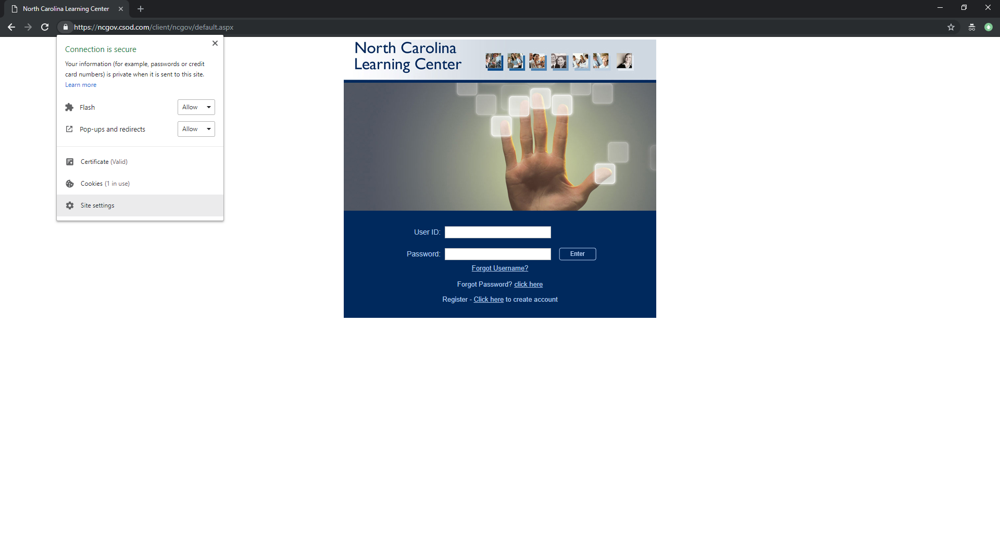 North Carolina Learning Center
https://ncgov.csod.com/client/ncgov/default.aspx
Connection is secure
Your information (for example, passwords or credit
card numbers) is private when it is sent to this site.
Learn more
Flash
Allow
Pop-ups and redirects
Allow
Certificate (Valid)
Cookies (1 in use)
Site settings
North Carolina
Learning Center
User ID:
Password:
Enter
Forgot Username?
Forgot Password? click here
Register - Click here to create account